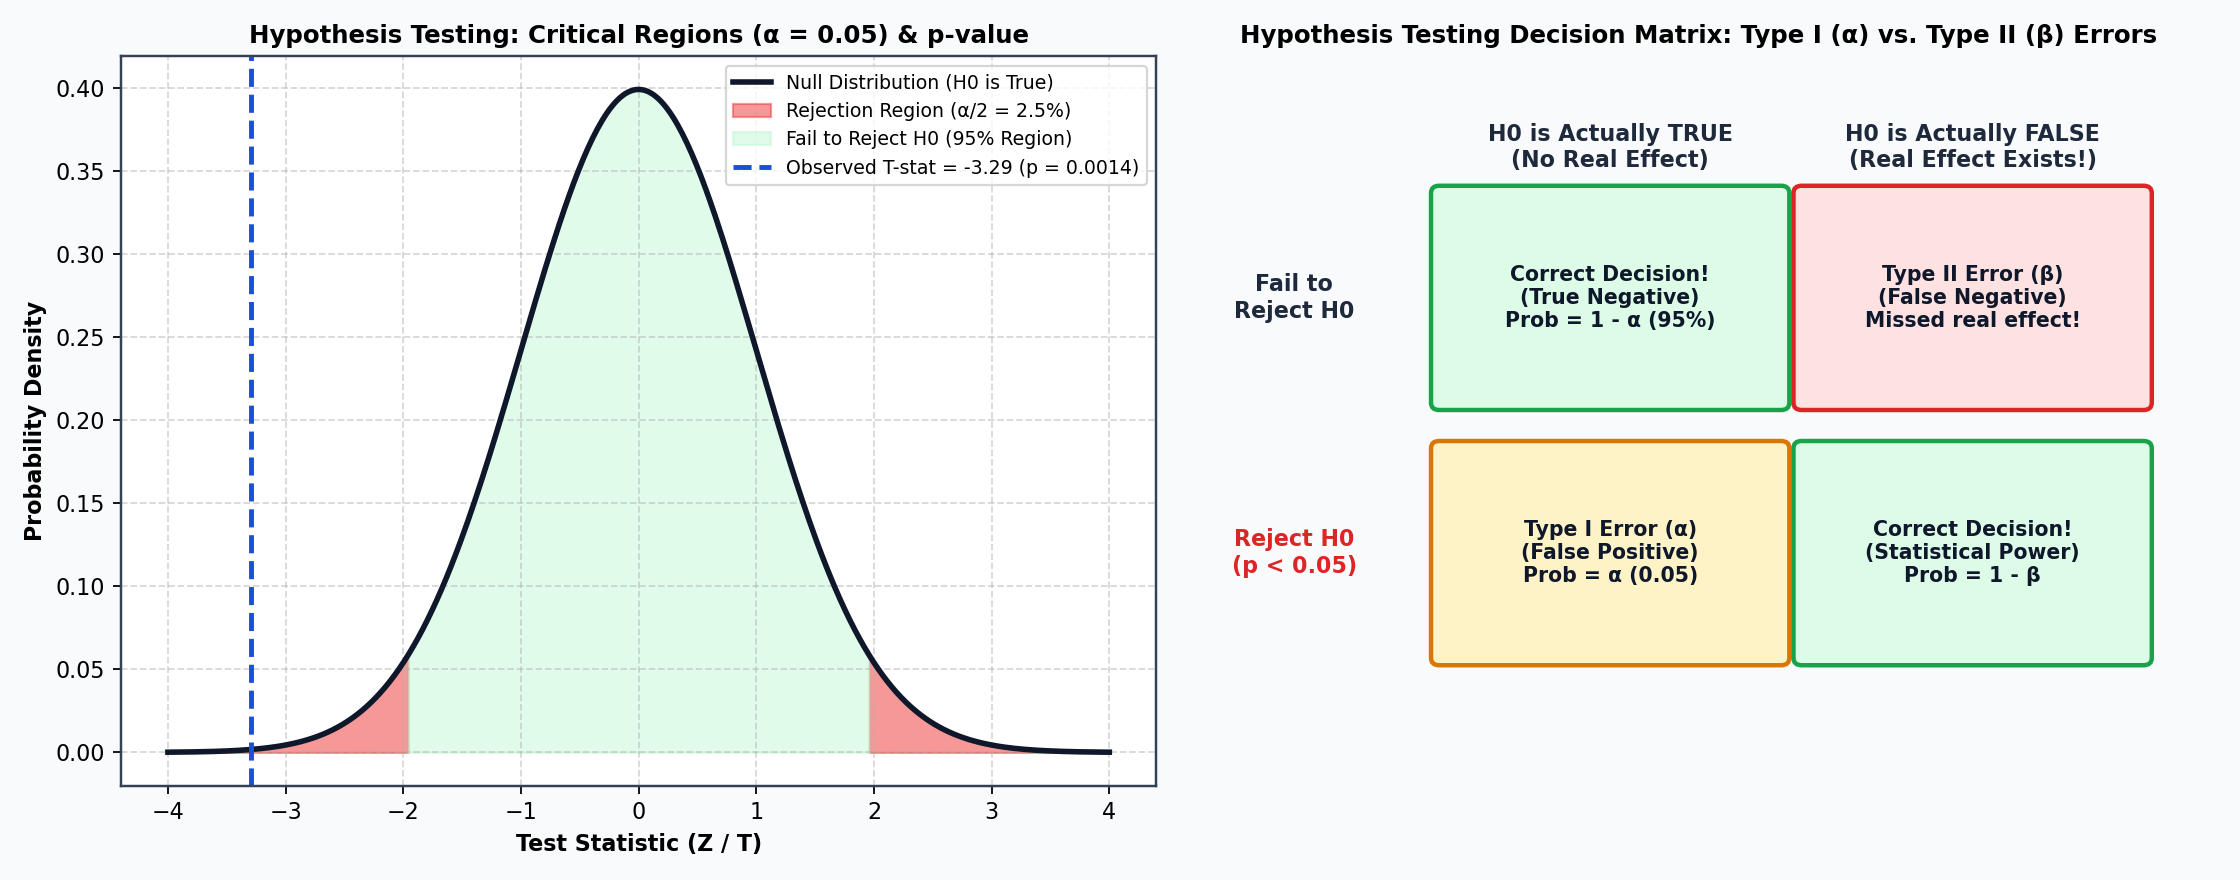 Hypothesis Testing: Critical Regions (α = 0.05) & p-value
Null Distribution (H0 is True)
Rejection Region (α/2 = 2.5%)
Fail to Reject H0 (95% Region)
Observed T-stat = -3.29 (p = 0.0014)
Probability Density
0.40
0.35
0.30
0.25
0.20
0.15
0.10
0.05
0.00
−4 −3 −2 −1 0 1 2 3 4
Test Statistic (Z / T)
Hypothesis Testing Decision Matrix: Type I (α) vs. Type II (β) Errors
H0 is Actually TRUE
(No Real Effect)
H0 is Actually FALSE
(Real Effect Exists!)
Fail to
Reject H0
Correct Decision!
(True Negative)
Prob = 1 - α (95%)
Type II Error (β)
(False Negative)
Missed real effect!
Reject H0
(p < 0.05)
Type I Error (α)
(False Positive)
Prob = α (0.05)
Correct Decision!
(Statistical Power)
Prob = 1 - β